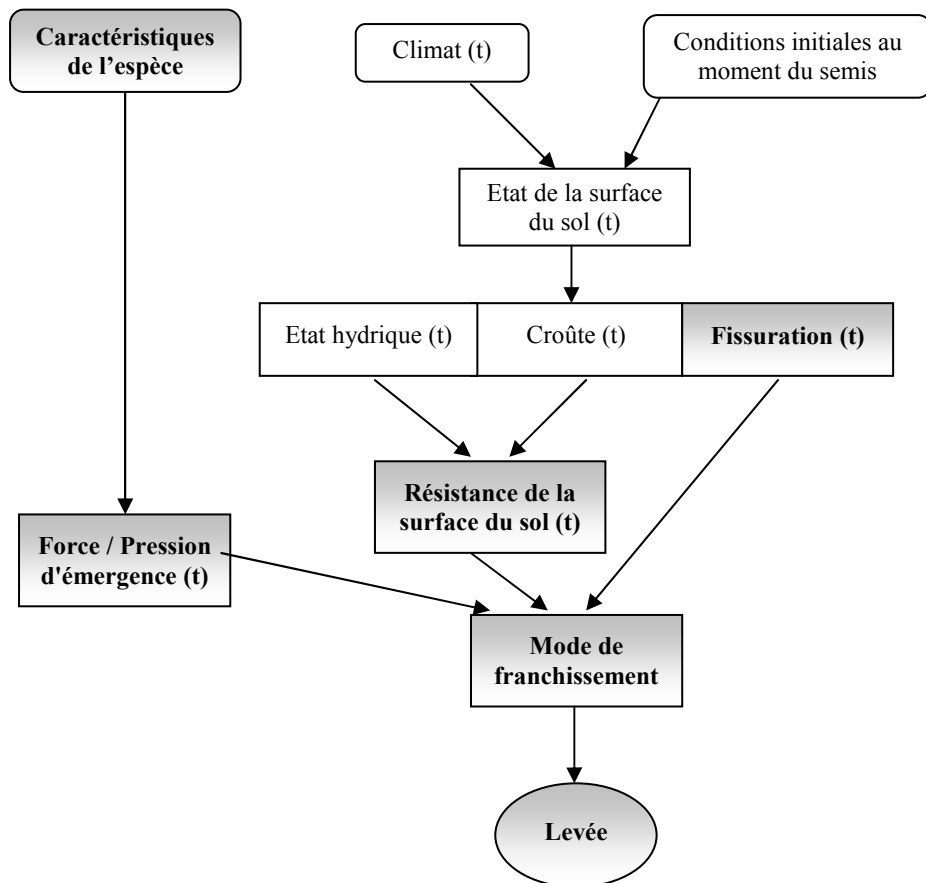 Caractéristiques
de l'espèce
Climat (t)
Conditions initiales au
moment du semis
Etat de la surface
du sol (t)
Etat hydrique (t)
Croûte (t)
Fissuration (t)
Résistance de la
surface du sol (t)
Force / Pression
d'émergence (t)
Mode de
franchissement
Levée